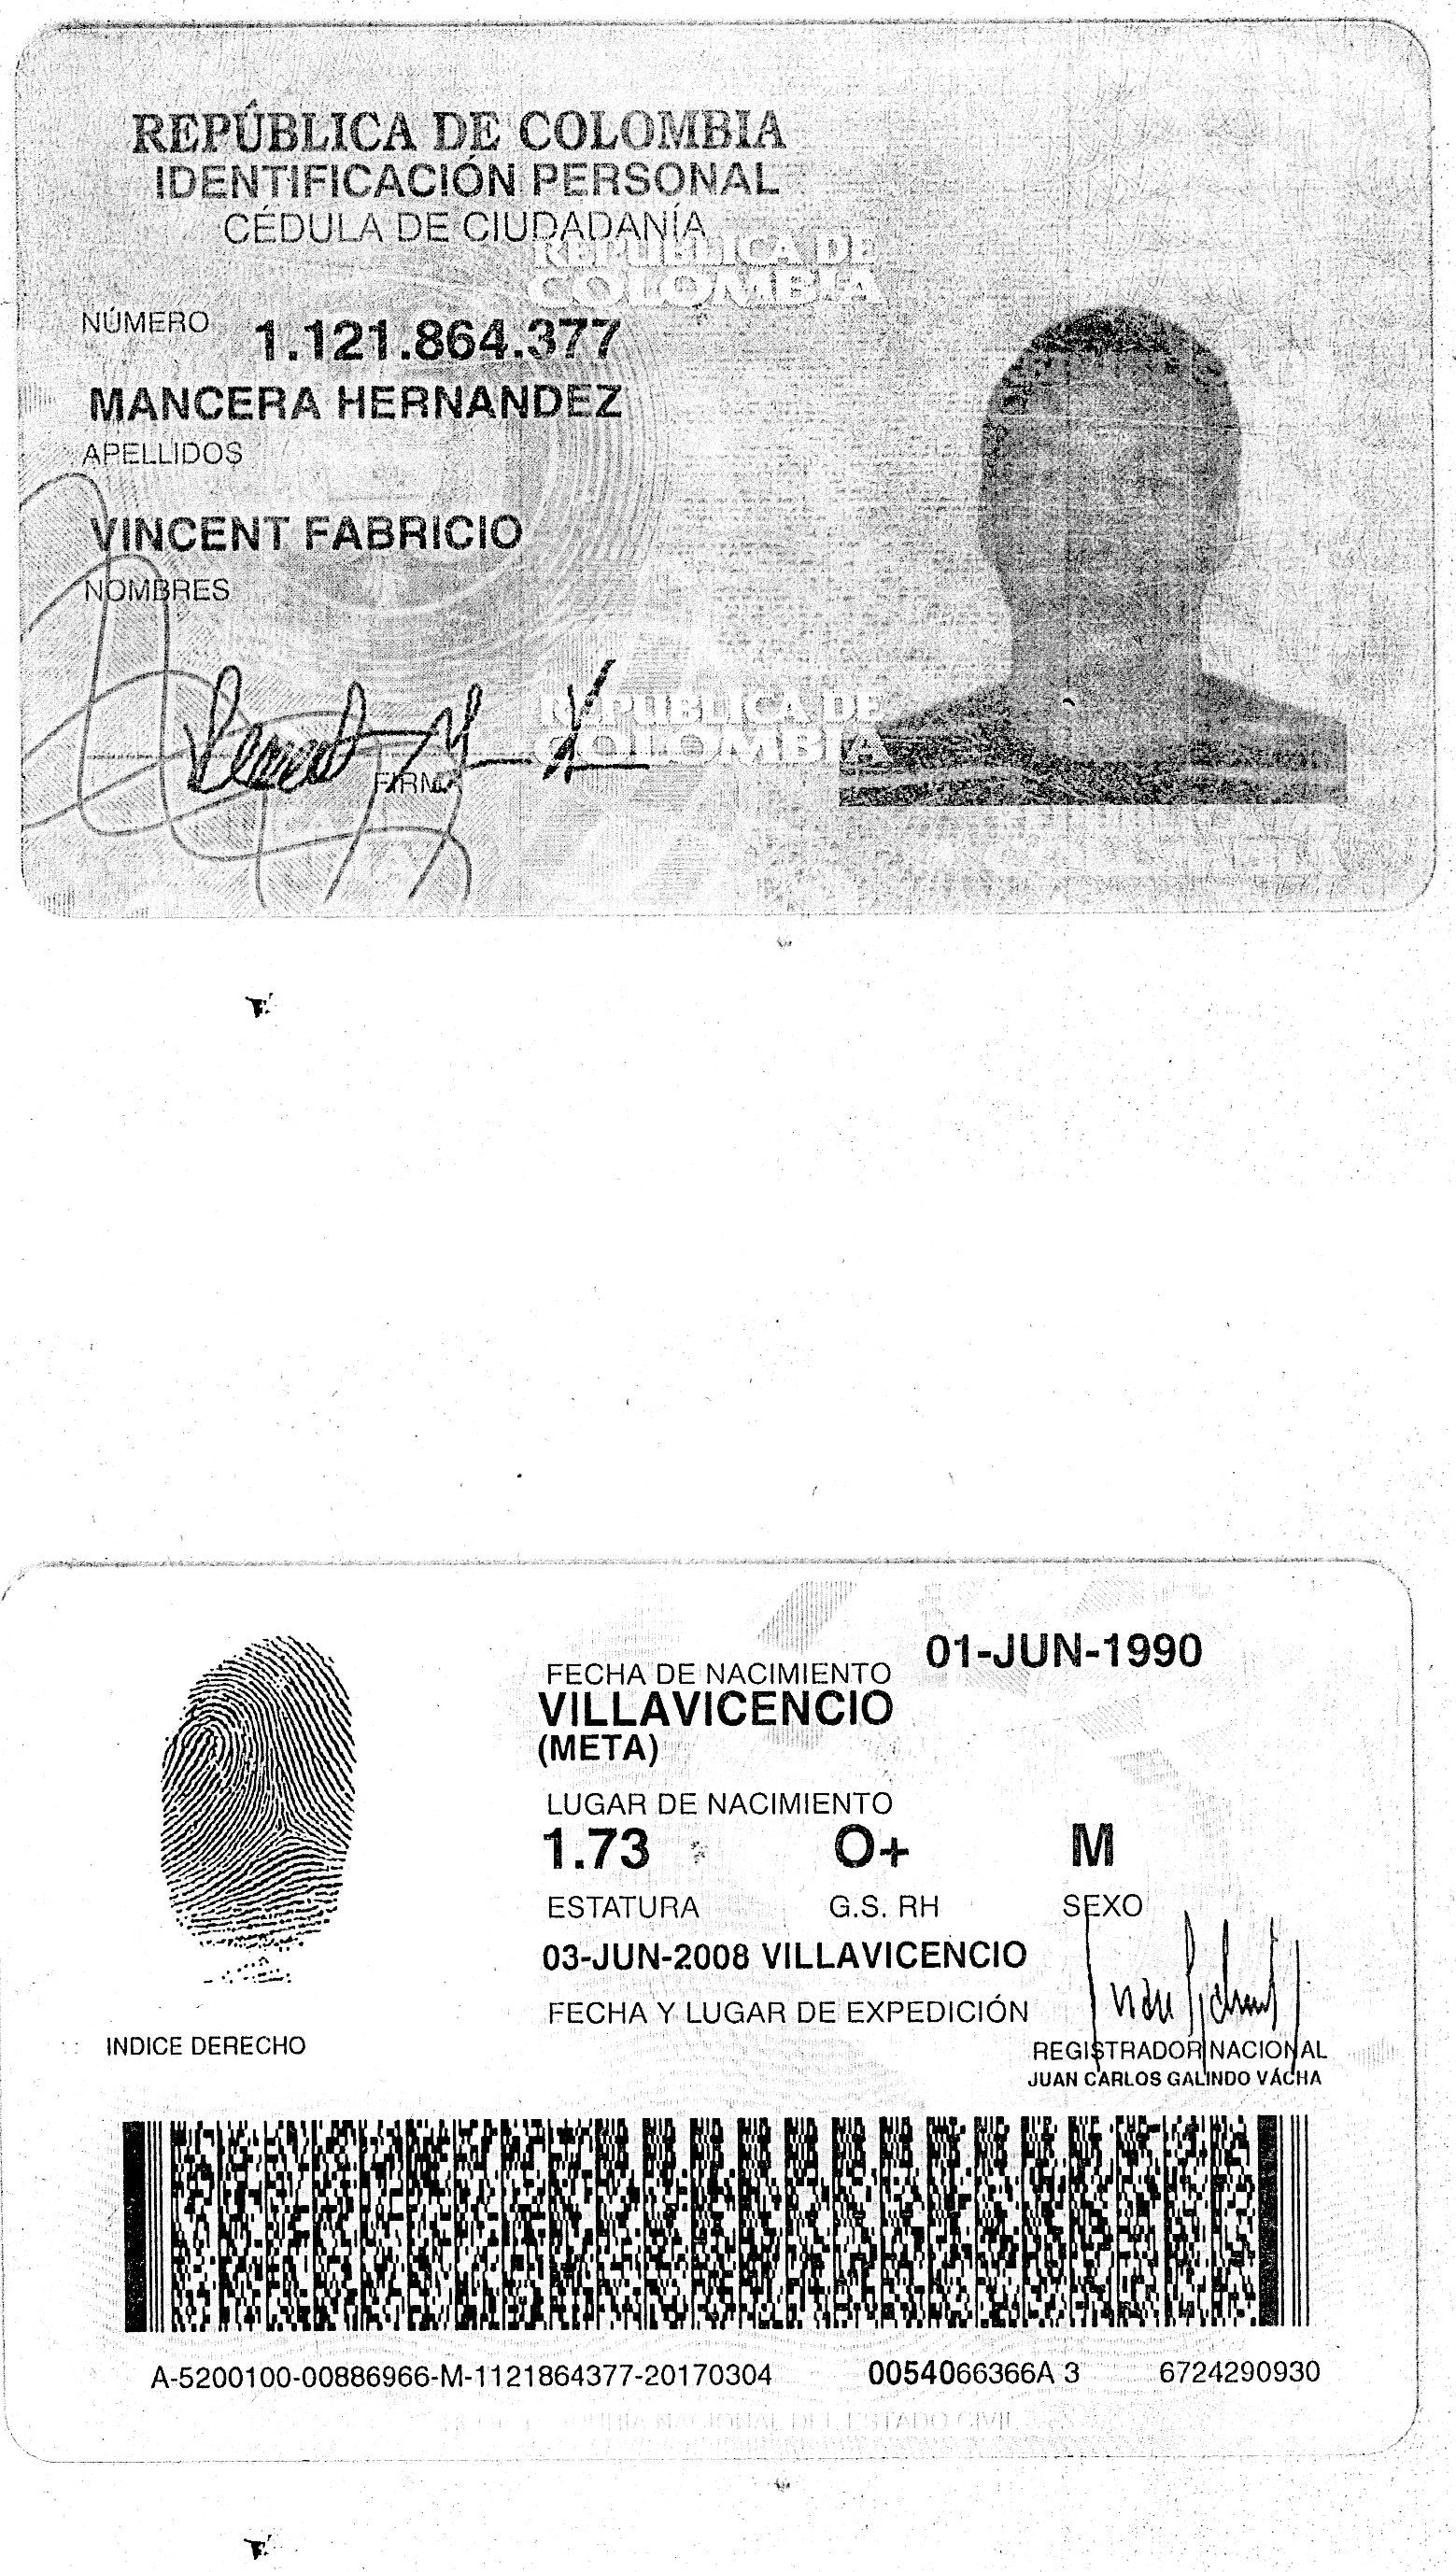 REPÚBLICA DE COLOMBIA
IDENTIFICACIÓN PERSONAL
CÉDULA DE CIUDADANÍA
REPUBLICA DE
COLOMBIA
NÚMERO 1.121.864.377
MANCERA HERNANDEZ
APELLIDOS
VINCENT FABRICIO
NOMBRES
REPUBLICA DE
COLOMBIA
FIRMA
01-JUN-1990
FECHA DE NACIMIENTO
VILLAVICENCIO
(META)
LUGAR DE NACIMIENTO
1.73 O+ M
ESTATURA G.S. RH SEXO
03-JUN-2008 VILLAVICENCIO
FECHA Y LUGAR DE EXPEDICIÓN
INDICE DERECHO
REGISTRADOR NACIONAL
JUAN CARLOS GALINDO VÁCHA
A-5200100-00886966-M-1121864377-20170304 0054066366A 3 6724290930
NACIONAL DEL ESTADO CIVIL